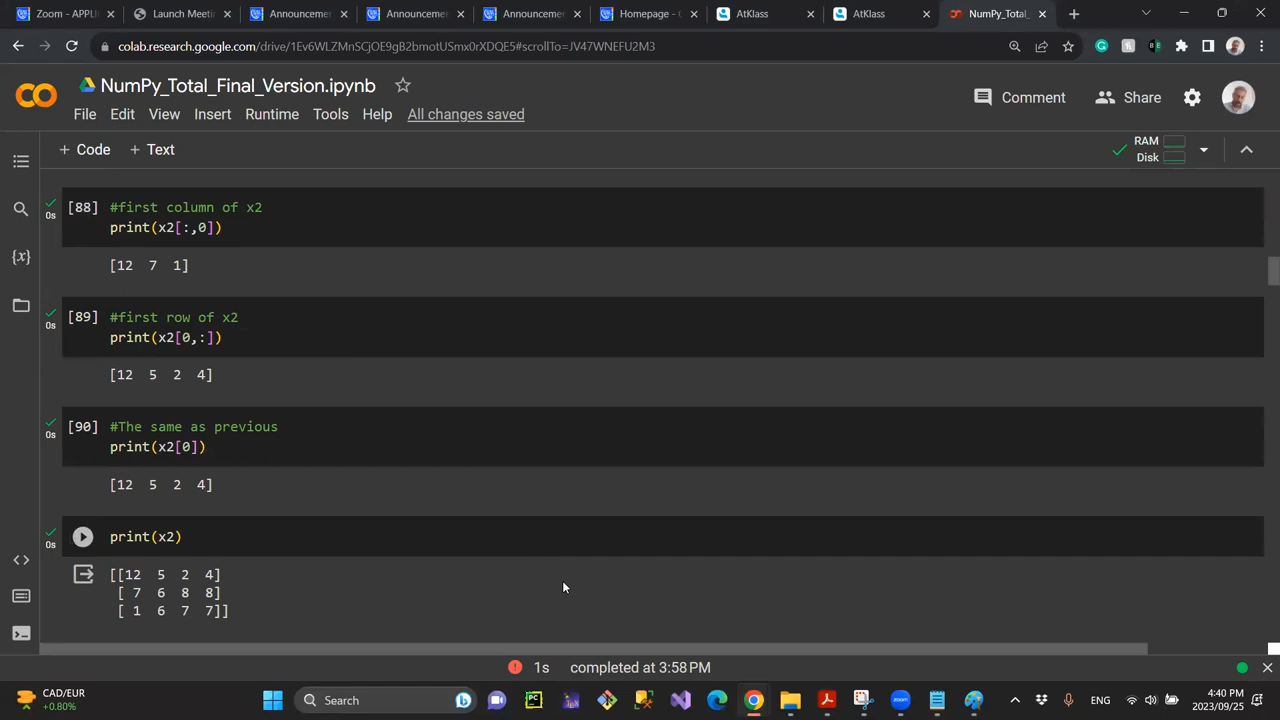 Zoom - APPLI
Launch Meeti
Announceme
Announceme
Announceme
Homepage - C
AtKlass
AtKlass
NumPy_Total_
colab.research.google.com/drive/1Ev6WLZMnSCjOE9gB2bmotUSmx0rXDQE5#scrollTo=JV47WNEFU2M3
NumPy_Total_Final_Version.ipynb
Comment
Share
File Edit View Insert Runtime Tools Help All changes saved
+ Code + Text
RAM
Disk
[88] #first column of x2
0s
print(x2[:,0])
[12 7 1]
[89] #first row of x2
0s
print(x2[0,:])
[12 5 2 4]
[90] #The same as previous
0s
print(x2[0])
[12 5 2 4]
print(x2)
0s
[[12 5 2 4]
[ 7 6 8 8]
[ 1 6 7 7]]
{x}
1s completed at 3:58 PM
CAD/EUR
+0.80%
Search
ENG
4:40 PM
2023/09/25